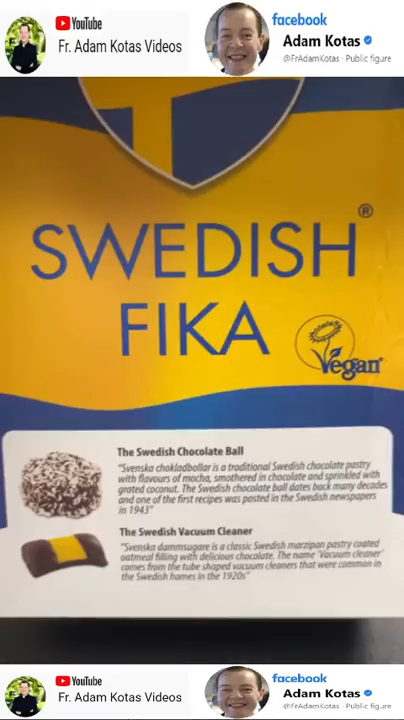 YouTube
Fr. Adam Kotas Videos
facebook
Adam Kotas
@FrAdamKotas · Public figure
SWEDISH®
FIKA
Vegan
The Swedish Chocolate Ball
"Svenska chokladbollar is a traditional Swedish chocolate pastry
with flavours of mocha, smothered in chocolate and sprinkled with
grated coconut. The Swedish chocolate ball dates back many decades
and one of the first recipes was posted in the Swedish newspapers
in 1943"
The Swedish Vacuum Cleaner
"Svenska dammsugare is a classic Swedish marzipan pastry coated
oatmeal filling with delicious chocolate. The name 'Vacuum cleaner'
comes from the tube shaped vacuum cleaners that were common in
the Swedish homes in the 1920s"
YouTube
Fr. Adam Kotas Videos
facebook
Adam Kotas
@FrAdamKotas · Public figure